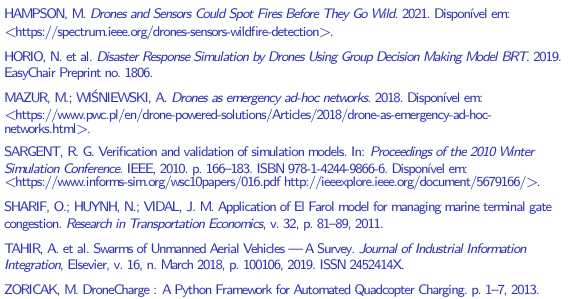 HAMPSON, M. Drones and Sensors Could Spot Fires Before They Go Wild. 2021. Disponível em:
<https://spectrum.ieee.org/drones-sensors-wildfire-detection>.
HORIO, N. et al. Disaster Response Simulation by Drones Using Group Decision Making Model BRT. 2019.
EasyChair Preprint no. 1806.
MAZUR, M.; WIŚNIEWSKI, A. Drones as emergency ad-hoc networks. 2018. Disponível em:
<https://www.pwc.pl/en/drone-powered-solutions/Articles/2018/drone-as-emergency-ad-hoc-
networks.html>.
SARGENT, R. G. Verification and validation of simulation models. In: Proceedings of the 2010 Winter
Simulation Conference. IEEE, 2010. p. 166–183. ISBN 978-1-4244-9866-6. Disponível em:
<https://www.informs-sim.org/wsc10papers/016.pdf http://ieeexplore.ieee.org/document/5679166/>.
SHARIF, O.; HUYNH, N.; VIDAL, J. M. Application of El Farol model for managing marine terminal gate
congestion. Research in Transportation Economics, v. 32, p. 81–89, 2011.
TAHIR, A. et al. Swarms of Unmanned Aerial Vehicles — A Survey. Journal of Industrial Information
Integration, Elsevier, v. 16, n. March 2018, p. 100106, 2019. ISSN 2452414X.
ZORICAK, M. DroneCharge : A Python Framework for Automated Quadcopter Charging. p. 1–7, 2013.